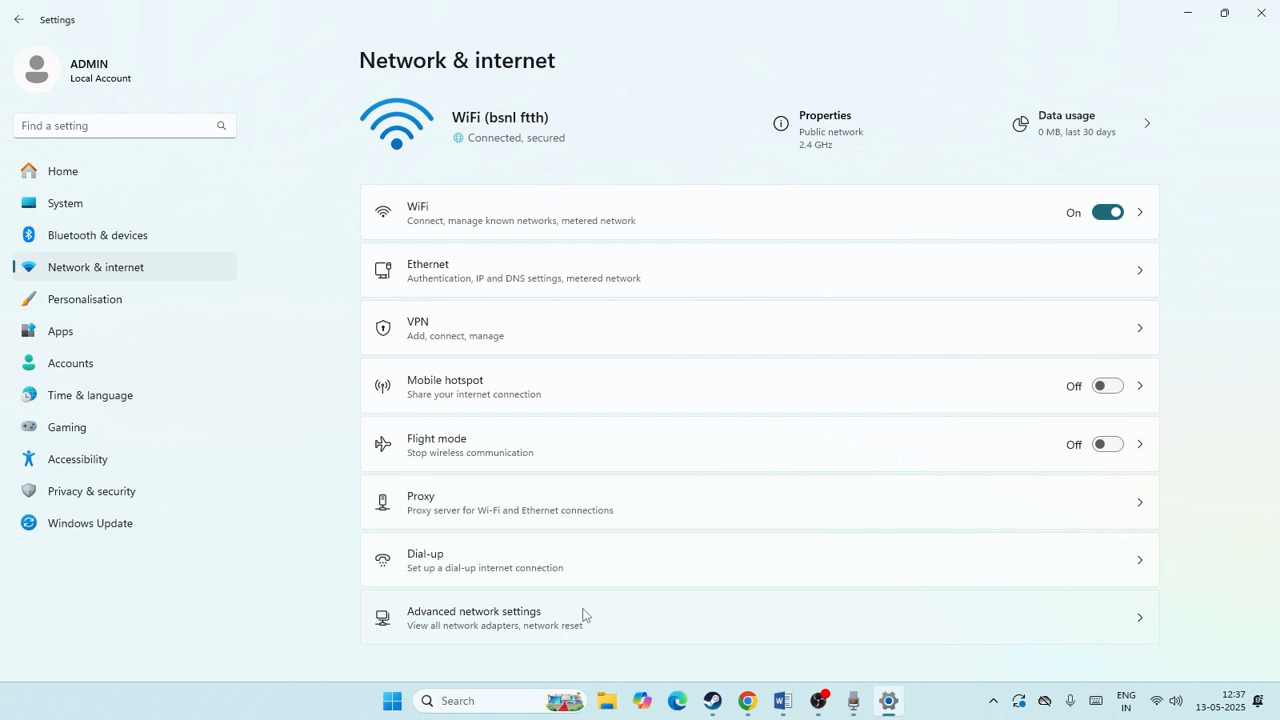 Settings
ADMIN
Local Account
Find a setting
Home
System
Bluetooth & devices
Network & internet
Personalisation
Apps
Accounts
Time & language
Gaming
Accessibility
Privacy & security
Windows Update
Network & internet
WiFi (bsnl ftth)
Connected, secured
Properties
Public network
2.4 GHz
Data usage
0 MB, last 30 days
WiFi
Connect, manage known networks, metered network
On
Ethernet
Authentication, IP and DNS settings, metered network
VPN
Add, connect, manage
Mobile hotspot
Share your internet connection
Off
Flight mode
Stop wireless communication
Off
Proxy
Proxy server for Wi-Fi and Ethernet connections
Dial-up
Set up a dial-up internet connection
Advanced network settings
View all network adapters, network reset
Search
ENG
IN
12:37
13-05-2025